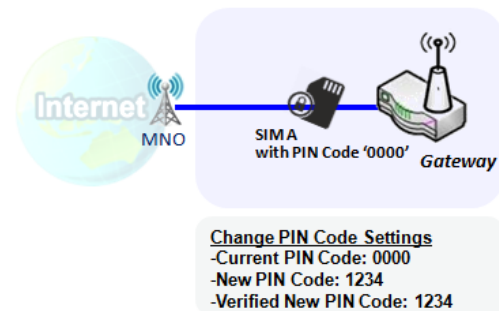 Internet
MNO
SIM A
with PIN Code ‘0000’
Gateway
Change PIN Code Settings
-Current PIN Code: 0000
-New PIN Code: 1234
-Verified New PIN Code: 1234